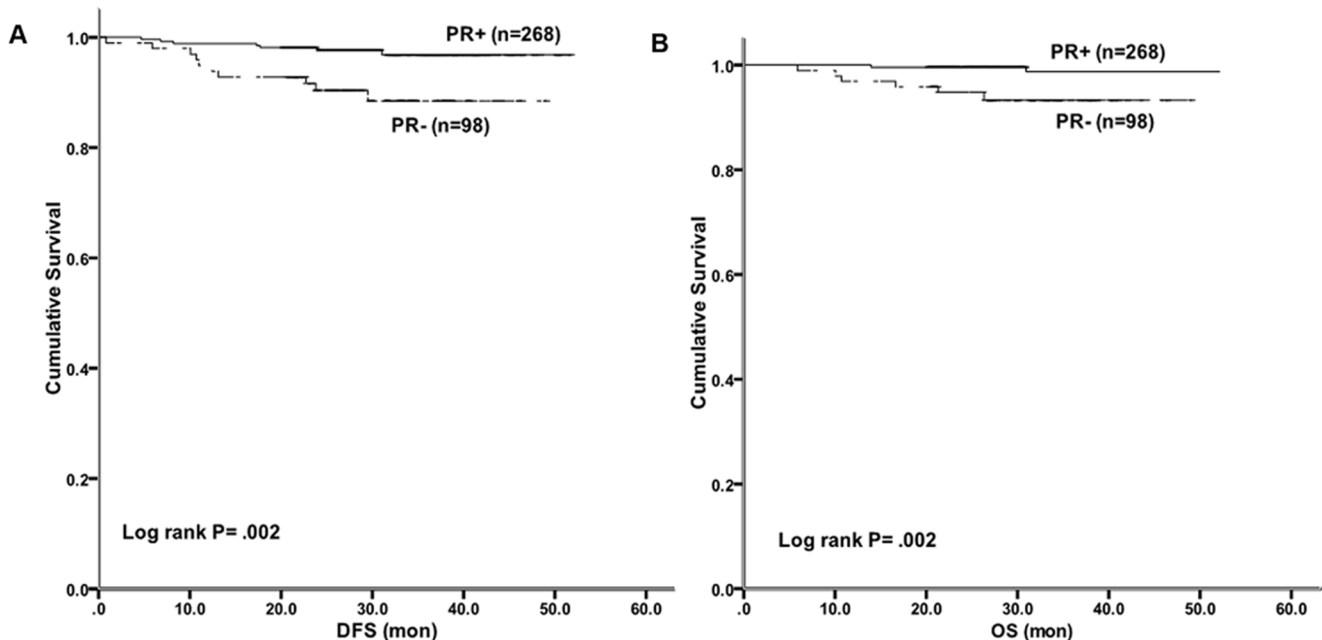 A
1.0
0.8
0.6
0.4
0.2
0.0
Cumulative Survival
PR+ (n=268)
PR- (n=98)
Log rank P= .002
.0 10.0 20.0 30.0 40.0 50.0 60.0
DFS (mon)
B
1.0
0.8
0.6
0.4
0.2
0.0
Cumulative Survival
PR+ (n=268)
PR- (n=98)
Log rank P= .002
.0 10.0 20.0 30.0 40.0 50.0 60.0
OS (mon)